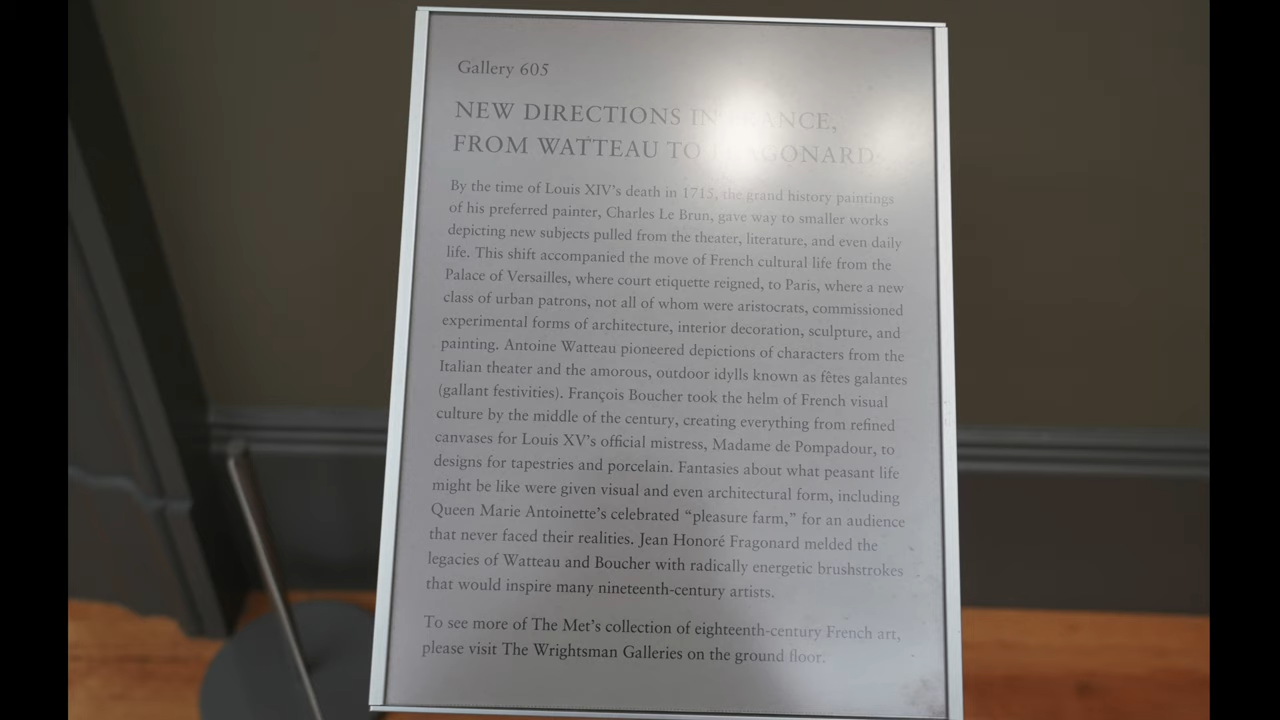 Gallery 605
NEW DIRECTIONS IN FRANCE,
FROM WATTEAU TO FRAGONARD
By the time of Louis XIV's death in 1715, the grand history paintings
of his preferred painter, Charles Le Brun, gave way to smaller works
depicting new subjects pulled from the theater, literature, and even daily
life. This shift accompanied the move of French cultural life from the
Palace of Versailles, where court etiquette reigned, to Paris, where a new
class of urban patrons, not all of whom were aristocrats, commissioned
experimental forms of architecture, interior decoration, sculpture, and
painting. Antoine Watteau pioneered depictions of characters from the
Italian theater and the amorous, outdoor idylls known as fêtes galantes
(gallant festivities). François Boucher took the helm of French visual
culture by the middle of the century, creating everything from refined
canvases for Louis XV's official mistress, Madame de Pompadour, to
designs for tapestries and porcelain. Fantasies about what peasant life
might be like were given visual and even architectural form, including
Queen Marie Antoinette's celebrated “pleasure farm,” for an audience
that never faced their realities. Jean Honoré Fragonard melded the
legacies of Watteau and Boucher with radically energetic brushstrokes
that would inspire many nineteenth-century artists.
To see more of The Met's collection of eighteenth-century French art,
please visit The Wrightsman Galleries on the ground floor.